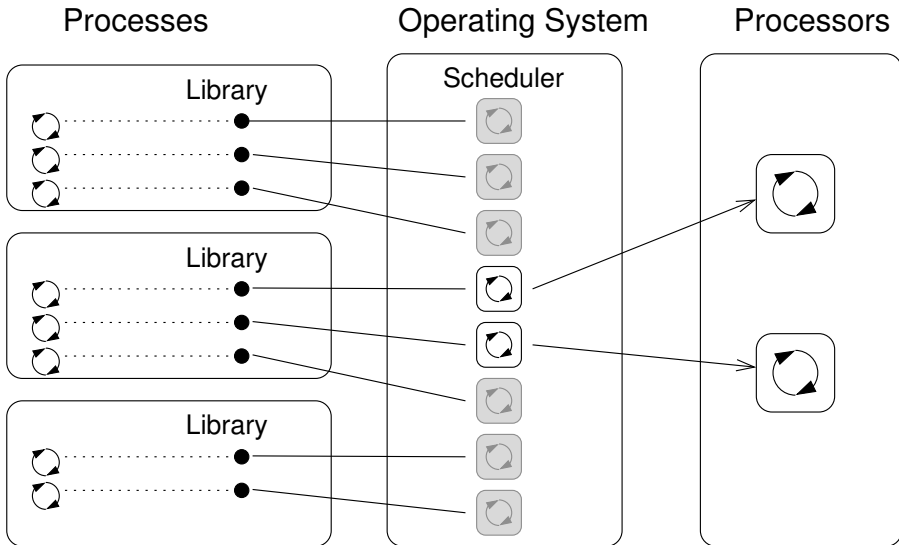 Processes
Operating System
Processors
Library
Scheduler
Library
Library